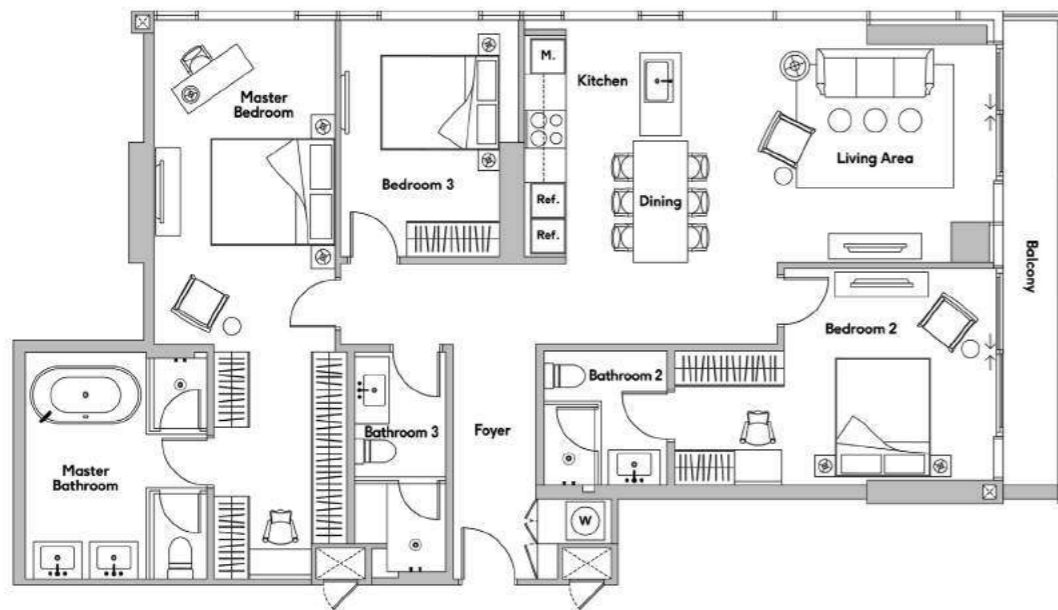 M.
Kitchen
Master
Bedroom
Living Area
Bedroom 3
Ref.
Dining
Ref.
Balcony
Bedroom 2
Bathroom 2
Bathroom 3
Foyer
Master
Bathroom
W